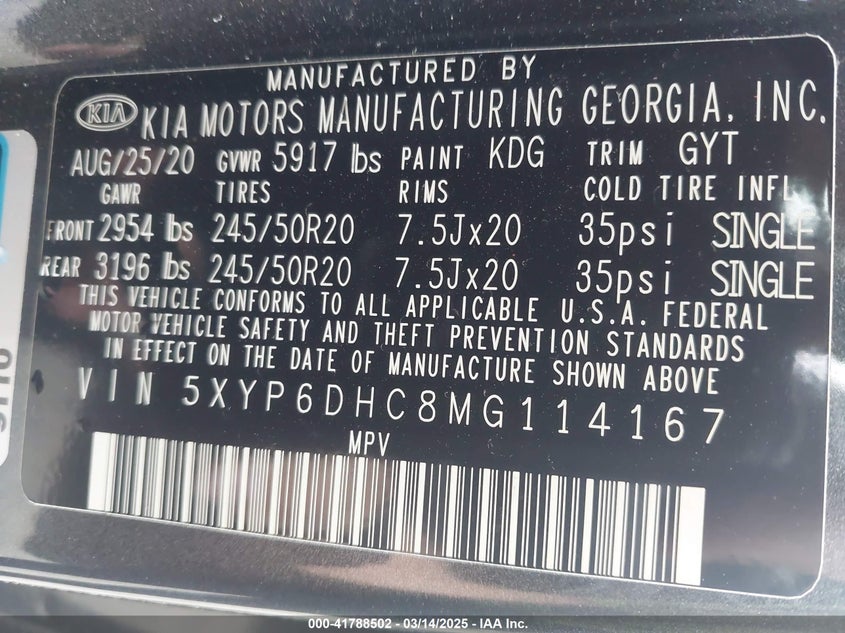 MANUFACTURED BY
KIA KIA MOTORS MANUFACTURING GEORGIA, INC.
AUG/25/20 GVWR 5917 lbs PAINT KDG TRIM GYT
GAWR TIRES RIMS COLD TIRE INFL
FRONT 2954 lbs 245/50R20 7.5Jx20 35psi SINGLE
REAR 3196 lbs 245/50R20 7.5Jx20 35psi SINGLE
THIS VEHICLE CONFORMS TO ALL APPLICABLE U.S.A. FEDERAL
MOTOR VEHICLE SAFETY AND THEFT PREVENTION STANDARDS
IN EFFECT ON THE DATE OF MANUFACTURE SHOWN ABOVE
VIN 5XYP6DHC8MG114167
MPV
000-41788502 - 03/14/2025 - IAA Inc.